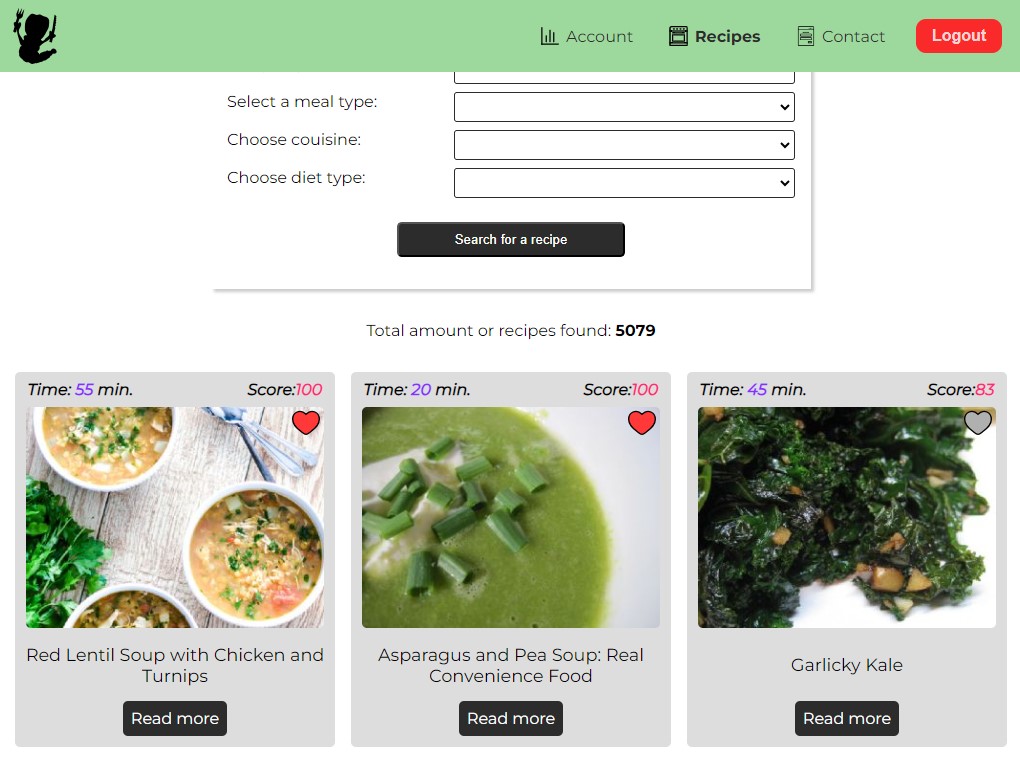 Account Recipes Contact Logout
Select a meal type:
Choose couisine:
Choose diet type:
Search for a recipe
Total amount or recipes found: 5079
Time: 55 min. Score:100
Time: 20 min. Score:100
Time: 45 min. Score:83
Red Lentil Soup with Chicken and
Turnips
Asparagus and Pea Soup: Real
Convenience Food
Garlicky Kale
Read more
Read more
Read more